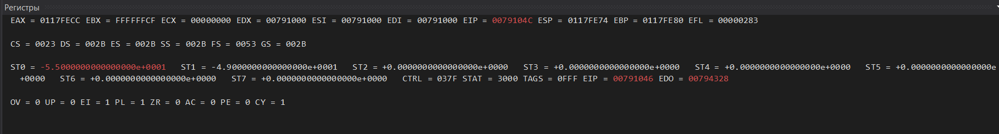 Регистры
EAX = 0117FECC EBX = FFFFFFCF ECX = 00000000 EDX = 00791000 ESI = 00791000 EDI = 00791000 EIP = 0079104C ESP = 0117FE74 EBP = 0117FE80 EFL = 00000283
CS = 0023 DS = 002B ES = 002B SS = 002B FS = 0053 GS = 002B
ST0 = -5.5000000000000000e+0001 ST1 = -4.9000000000000000e+0001 ST2 = +0.0000000000000000e+0000 ST3 = +0.0000000000000000e+0000 ST4 = +0.0000000000000000e+0000 ST5 = +0.0000000000000000e
+0000 ST6 = +0.0000000000000000e+0000 ST7 = +0.0000000000000000e+0000 CTRL = 037F STAT = 3000 TAGS = 0FFF EIP = 00791046 EDO = 00794328
OV = 0 UP = 0 EI = 1 PL = 1 ZR = 0 AC = 0 PE = 0 CY = 1